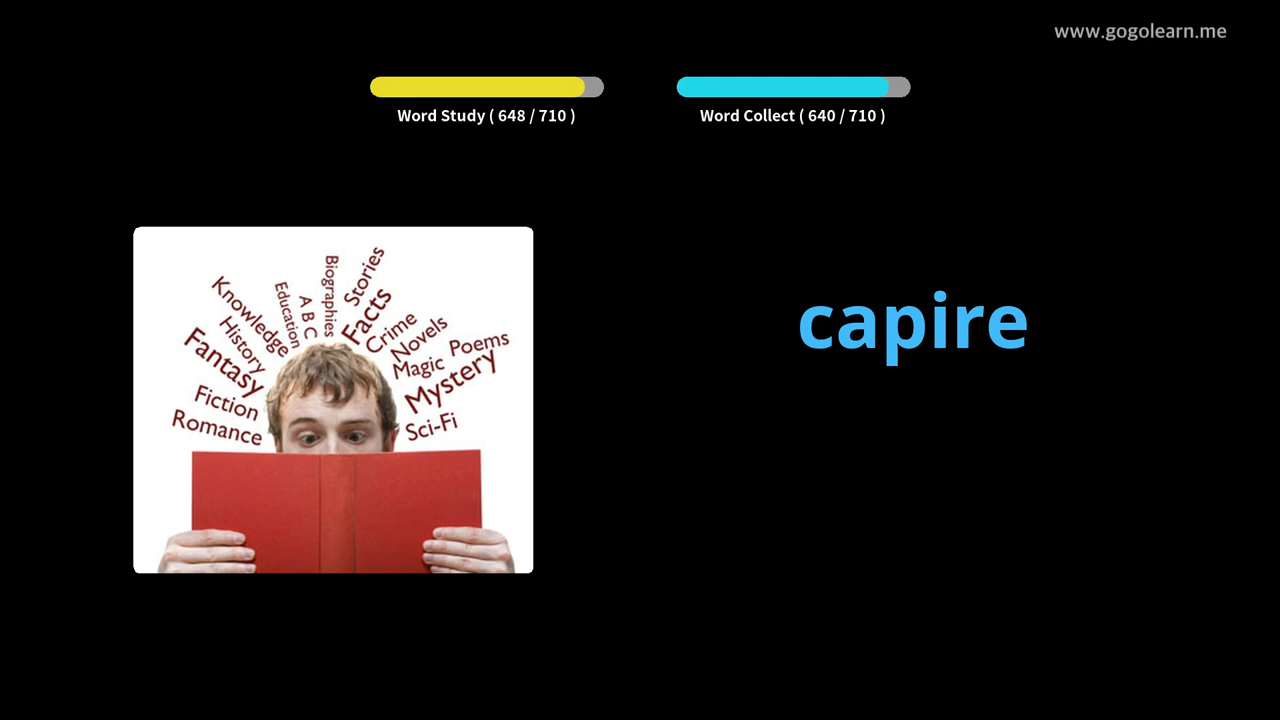 www.gogolearn.me
Word Study ( 648 / 710 )
Word Collect ( 640 / 710 )
Biographies
Stories
Education
A B C
Facts
Knowledge
History
Crime
Novels
Poems
Fantasy
Magic
Mystery
Fiction
Romance
Sci-Fi
capire